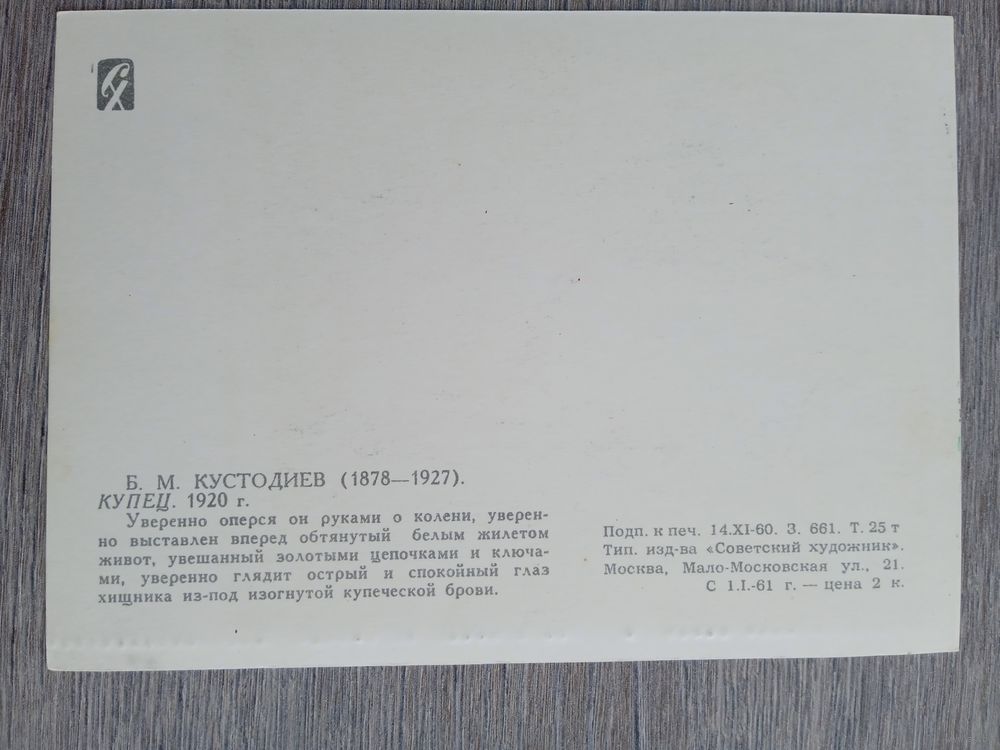 СХ
Б. М. КУСТОДИЕВ (1878—1927).
КУПЕЦ. 1920 г.
Уверенно оперся он руками о колени, уверен-
но выставлен вперед обтянутый белым жилетом
живот, увешанный золотыми цепочками и ключа-
ми, уверенно глядит острый и спокойный глаз
хищника из-под изогнутой купеческой брови.
Подп. к печ. 14.XI-60. З. 661. Т. 25 т
Тип. изд-ва «Советский художник».
Москва, Мало-Московская ул., 21.
С 1.I.-61 г. — цена 2 к.